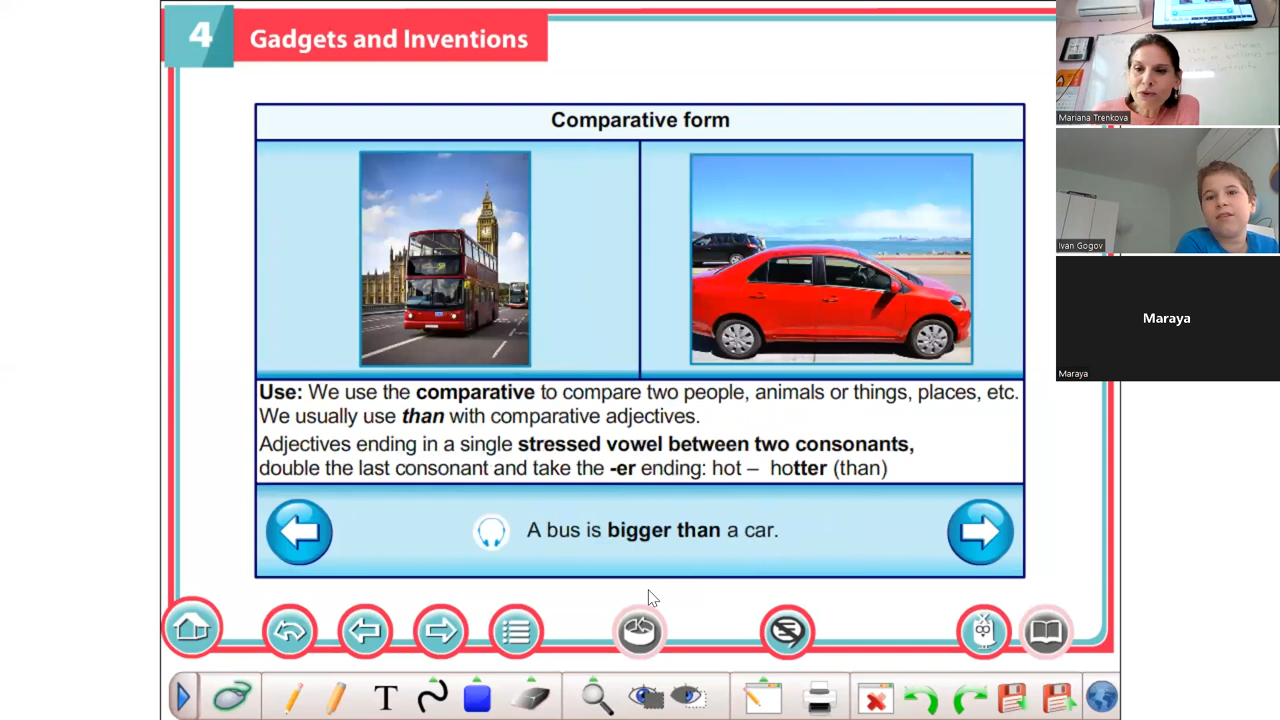 4
Gadgets and Inventions
Comparative form
Use: We use the comparative to compare two people, animals or things, places, etc.
We usually use than with comparative adjectives.
Adjectives ending in a single stressed vowel between two consonants,
double the last consonant and take the -er ending: hot – hotter (than)
A bus is bigger than a car.
T
Mariana Trenkova
Ivan Gogov
Maraya
Maraya